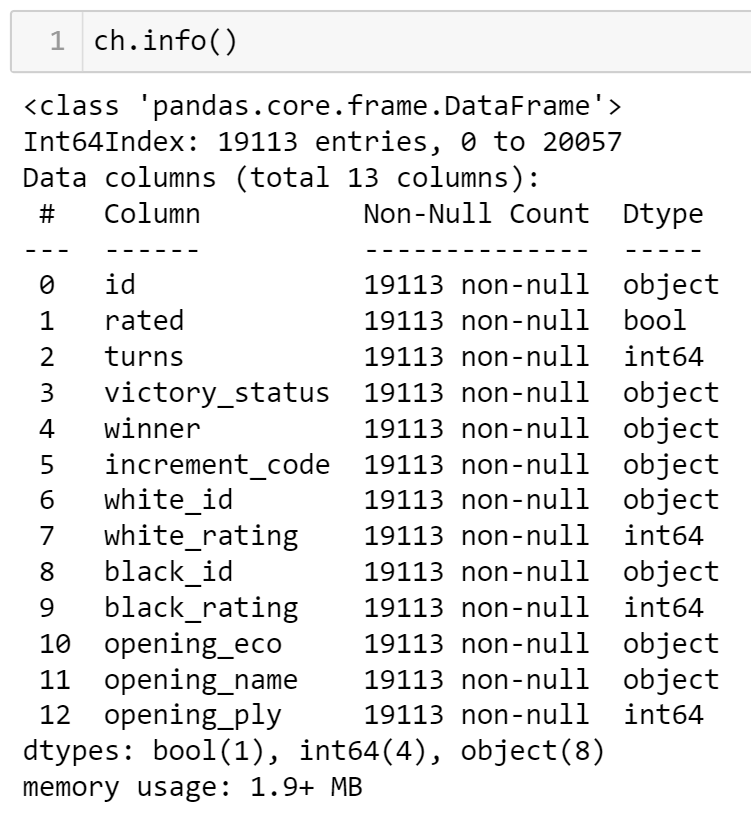 1 ch.info()
<class 'pandas.core.frame.DataFrame'>
Int64Index: 19113 entries, 0 to 20057
Data columns (total 13 columns):
 #   Column           Non-Null Count  Dtype
---  ------           --------------  -----
 0   id               19113 non-null  object
 1   rated            19113 non-null  bool
 2   turns            19113 non-null  int64
 3   victory_status   19113 non-null  object
 4   winner           19113 non-null  object
 5   increment_code   19113 non-null  object
 6   white_id         19113 non-null  object
 7   white_rating     19113 non-null  int64
 8   black_id         19113 non-null  object
 9   black_rating     19113 non-null  int64
 10  opening_eco      19113 non-null  object
 11  opening_name     19113 non-null  object
 12  opening_ply      19113 non-null  int64
dtypes: bool(1), int64(4), object(8)
memory usage: 1.9+ MB